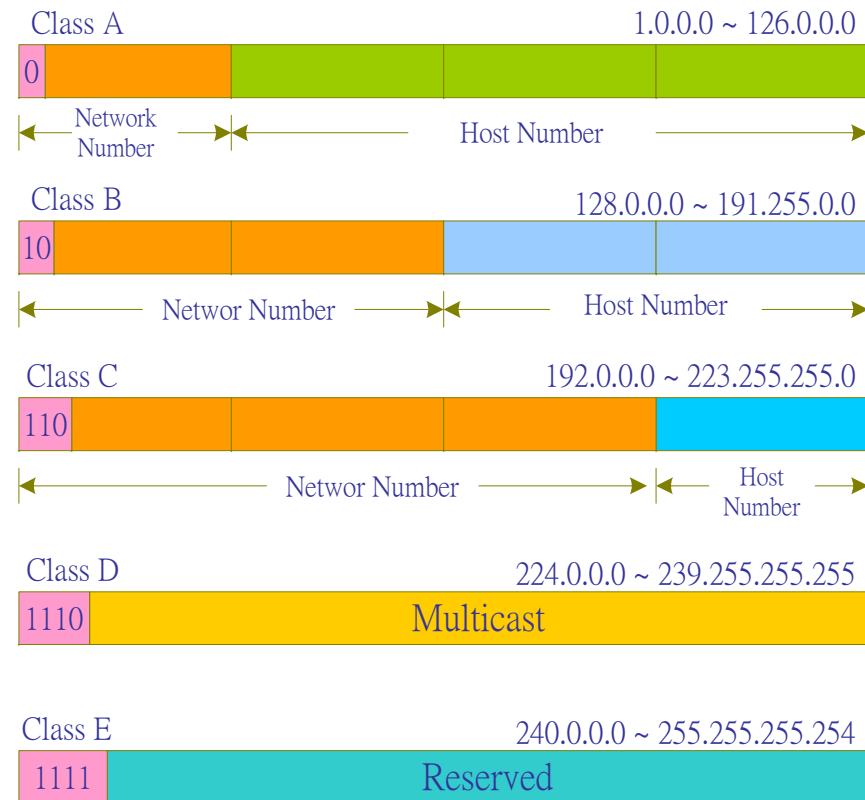 Class A 1.0.0.0 ~ 126.0.0.0
0
Network
Number
Host Number
Class B 128.0.0.0 ~ 191.255.0.0
10
Networ Number Host Number
Class C 192.0.0.0 ~ 223.255.255.0
110
Networ Number
Host
Number
Class D 224.0.0.0 ~ 239.255.255.255
1110 Multicast
Class E 240.0.0.0 ~ 255.255.255.254
1111 Reserved